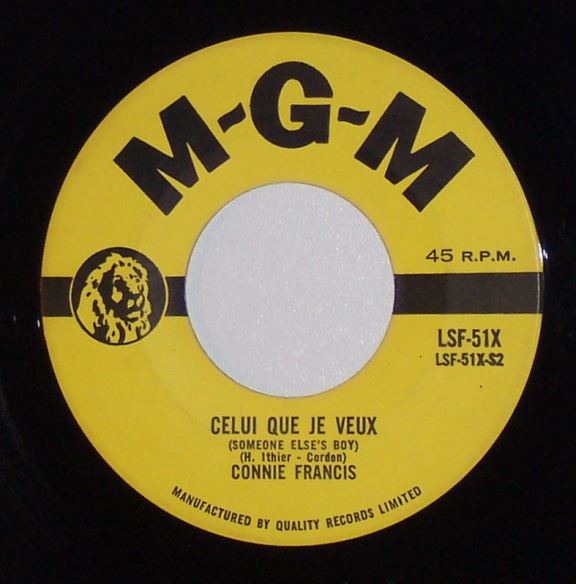 M-G-M
45 R.P.M.
LSF-51X
LSF-51X-S2
CELUI QUE JE VEUX
(SOMEONE ELSE'S BOY)
(H. Ithier - Cordon)
CONNIE FRANCIS
MANUFACTURED BY QUALITY RECORDS LIMITED